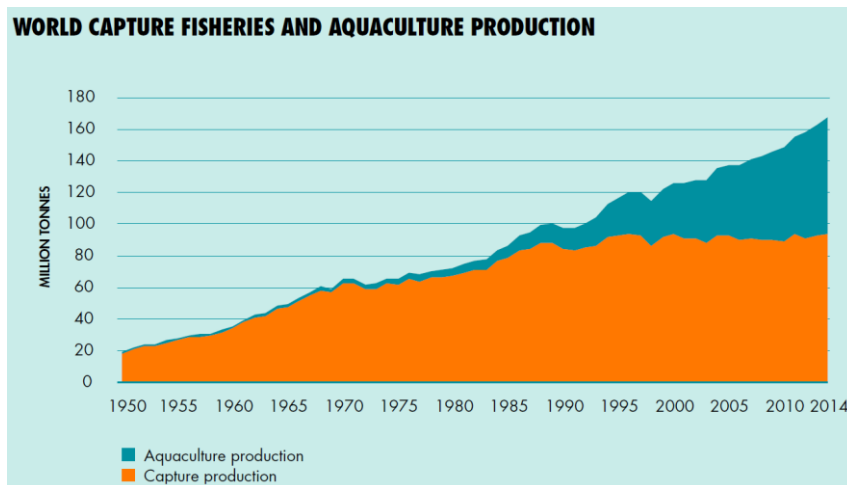 WORLD CAPTURE FISHERIES AND AQUACULTURE PRODUCTION
MILLION TONNES
180
160
140
120
100
80
60
40
20
0
1950 1955 1960 1965 1970 1975 1980 1985 1990 1995 2000 2005 2010 2014
Aquaculture production
Capture production